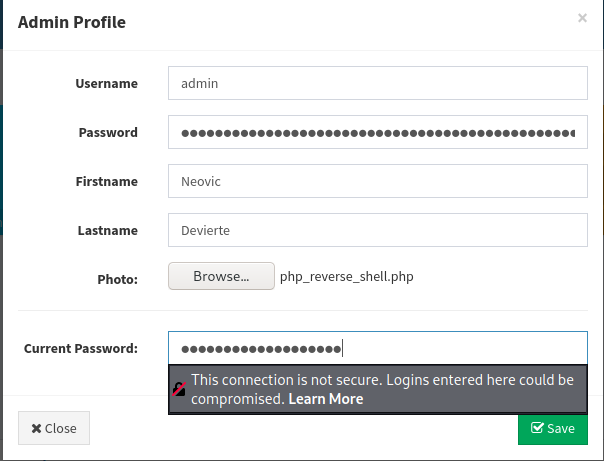 Admin Profile ×
Username admin
Password ●●●●●●●●●●●●●●●●●●●●●●●●●●●●●●●●●●●●●●●●●●●●●●●
Firstname Neovic
Lastname Devierte
Photo: Browse... php_reverse_shell.php
Current Password: ●●●●●●●●●●●●●●●●●●●
This connection is not secure. Logins entered here could be
compromised. Learn More
Close Save